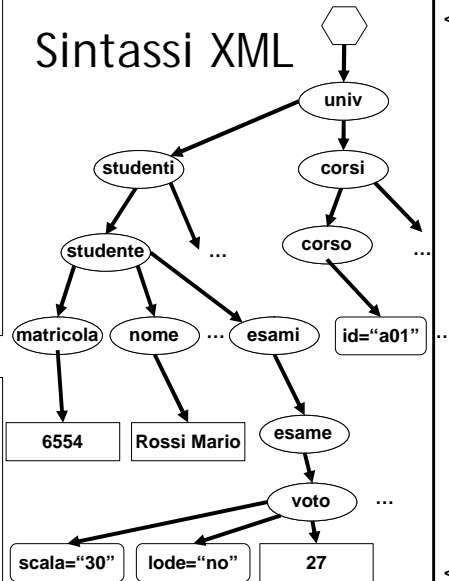 Sintassi XML
<
univ
studenti corsi
studente … corso …
matricola nome … esami id=“a01” …
6554 Rossi Mario esame
voto …
scala=“30” lode=“no” 27
<